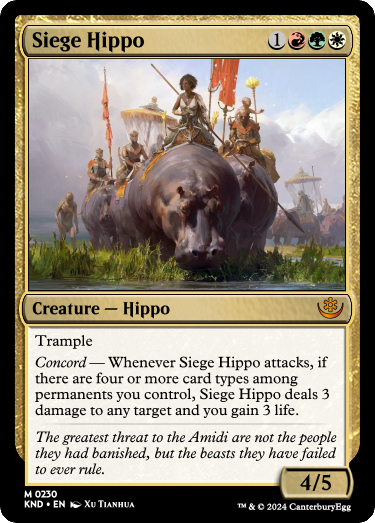 Siege Hippo 1
Creature — Hippo
Trample
Concord — Whenever Siege Hippo attacks, if
there are four or more card types among
permanents you control, Siege Hippo deals 3
damage to any target and you gain 3 life.
The greatest threat to the Amidi are not the people
they had banished, but the beasts they have failed
to ever rule.
4/5
M 0230
KND • EN Xu Tianhua ™ & © 2024 CanterburyEgg